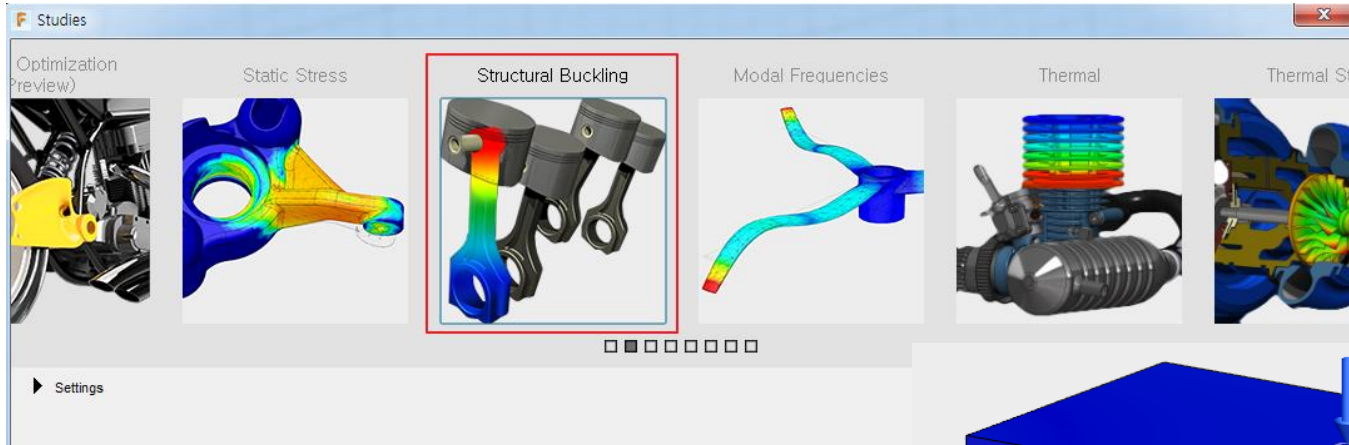 Studies
Optimization
Preview)
Static Stress
Structural Buckling
Modal Frequencies
Thermal
Thermal St
Settings